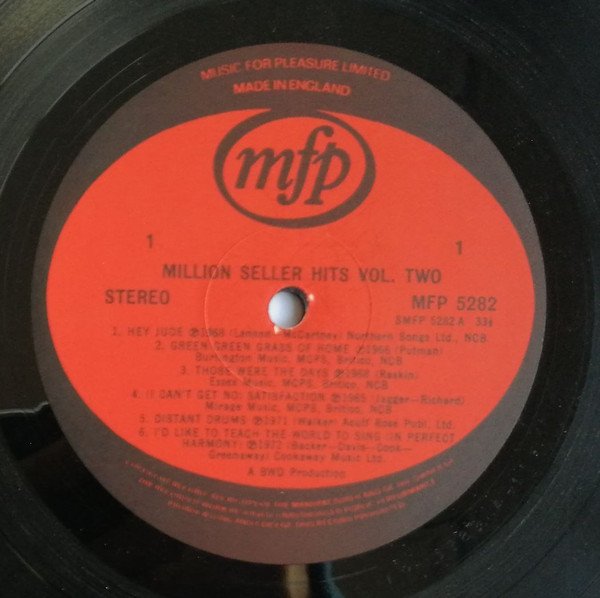 MUSIC FOR PLEASURE LIMITED
MADE IN ENGLAND
mfp
1 1
MILLION SELLER HITS VOL. TWO
STEREO MFP 5282
SMFP 5282 A 33⅓
1. HEY JUDE ℗1968 (Lennon—McCartney) Northern Songs Ltd., NCB
2. GREEN GREEN GRASS OF HOME ℗1966 (Putman)
Burlington Music, MCPS, Britico, NCB
3. THOSE WERE THE DAYS ℗1968 (Raskin)
Essex Music, MCPS, Britico, NCB
4. (I CAN'T GET NO) SATISFACTION ℗1965 (Jagger—Richard)
Mirage Music, MCPS, Britico, NCB
5. DISTANT DRUMS ℗1971 (Walker) Acuff Rose Publ. Ltd.
6. I'D LIKE TO TEACH THE WORLD TO SING (IN PERFECT
HARMONY) ℗1972 (Backer—Davis—Cook—
Greenaway) Cookaway Music Ltd.
A BWD Production